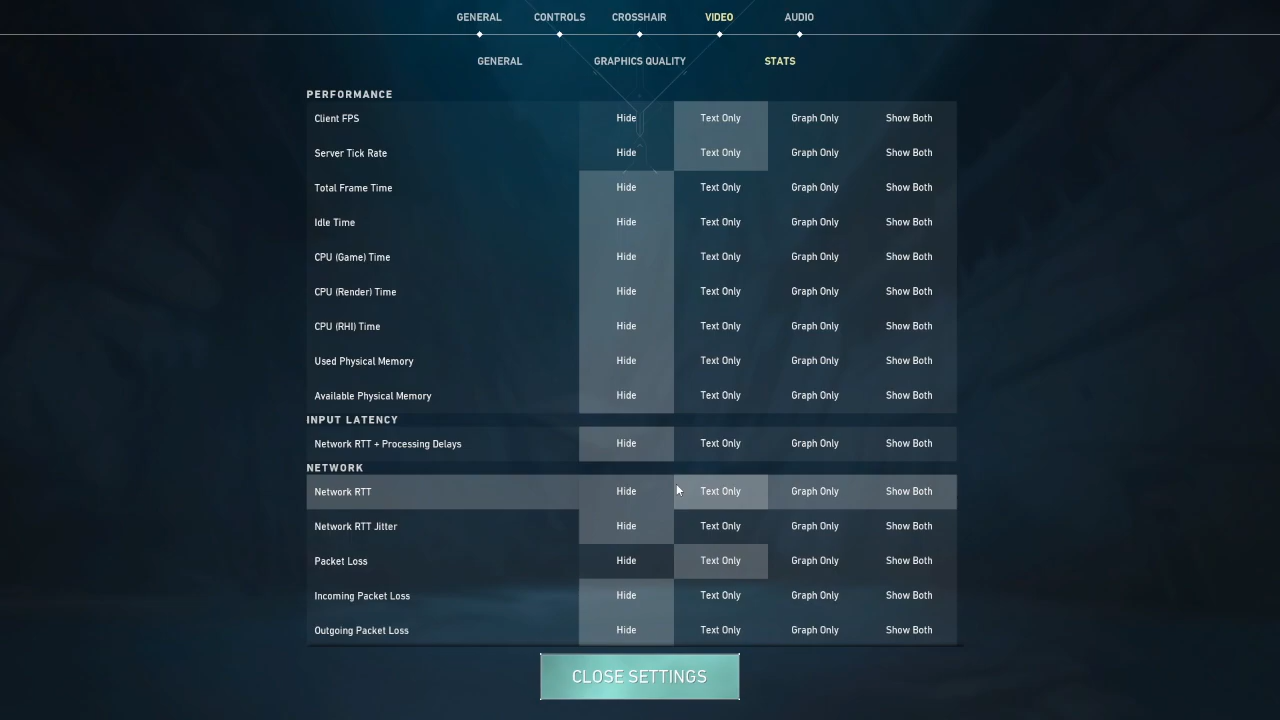 GENERAL CONTROLS CROSSHAIR VIDEO AUDIO
GENERAL GRAPHICS QUALITY STATS
PERFORMANCE
Client FPS Hide Text Only Graph Only Show Both
Server Tick Rate Hide Text Only Graph Only Show Both
Total Frame Time Hide Text Only Graph Only Show Both
Idle Time Hide Text Only Graph Only Show Both
CPU (Game) Time Hide Text Only Graph Only Show Both
CPU (Render) Time Hide Text Only Graph Only Show Both
CPU (RHI) Time Hide Text Only Graph Only Show Both
Used Physical Memory Hide Text Only Graph Only Show Both
Available Physical Memory Hide Text Only Graph Only Show Both
INPUT LATENCY
Network RTT + Processing Delays Hide Text Only Graph Only Show Both
NETWORK
Network RTT Hide Text Only Graph Only Show Both
Network RTT Jitter Hide Text Only Graph Only Show Both
Packet Loss Hide Text Only Graph Only Show Both
Incoming Packet Loss Hide Text Only Graph Only Show Both
Outgoing Packet Loss Hide Text Only Graph Only Show Both
CLOSE SETTINGS